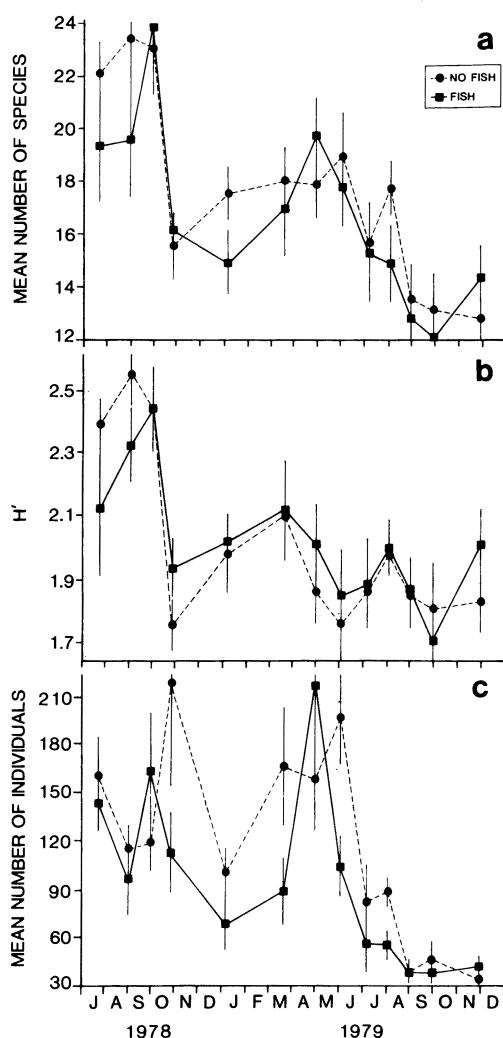 a
NO FISH
FISH
MEAN NUMBER OF SPECIES
24
22
20
18
16
14
12
b
H'
2.5
2.3
2.1
1.9
1.7
c
MEAN NUMBER OF INDIVIDUALS
210
180
150
120
90
60
30
J A S O N D J F M A M J J A S O N D
1978 1979